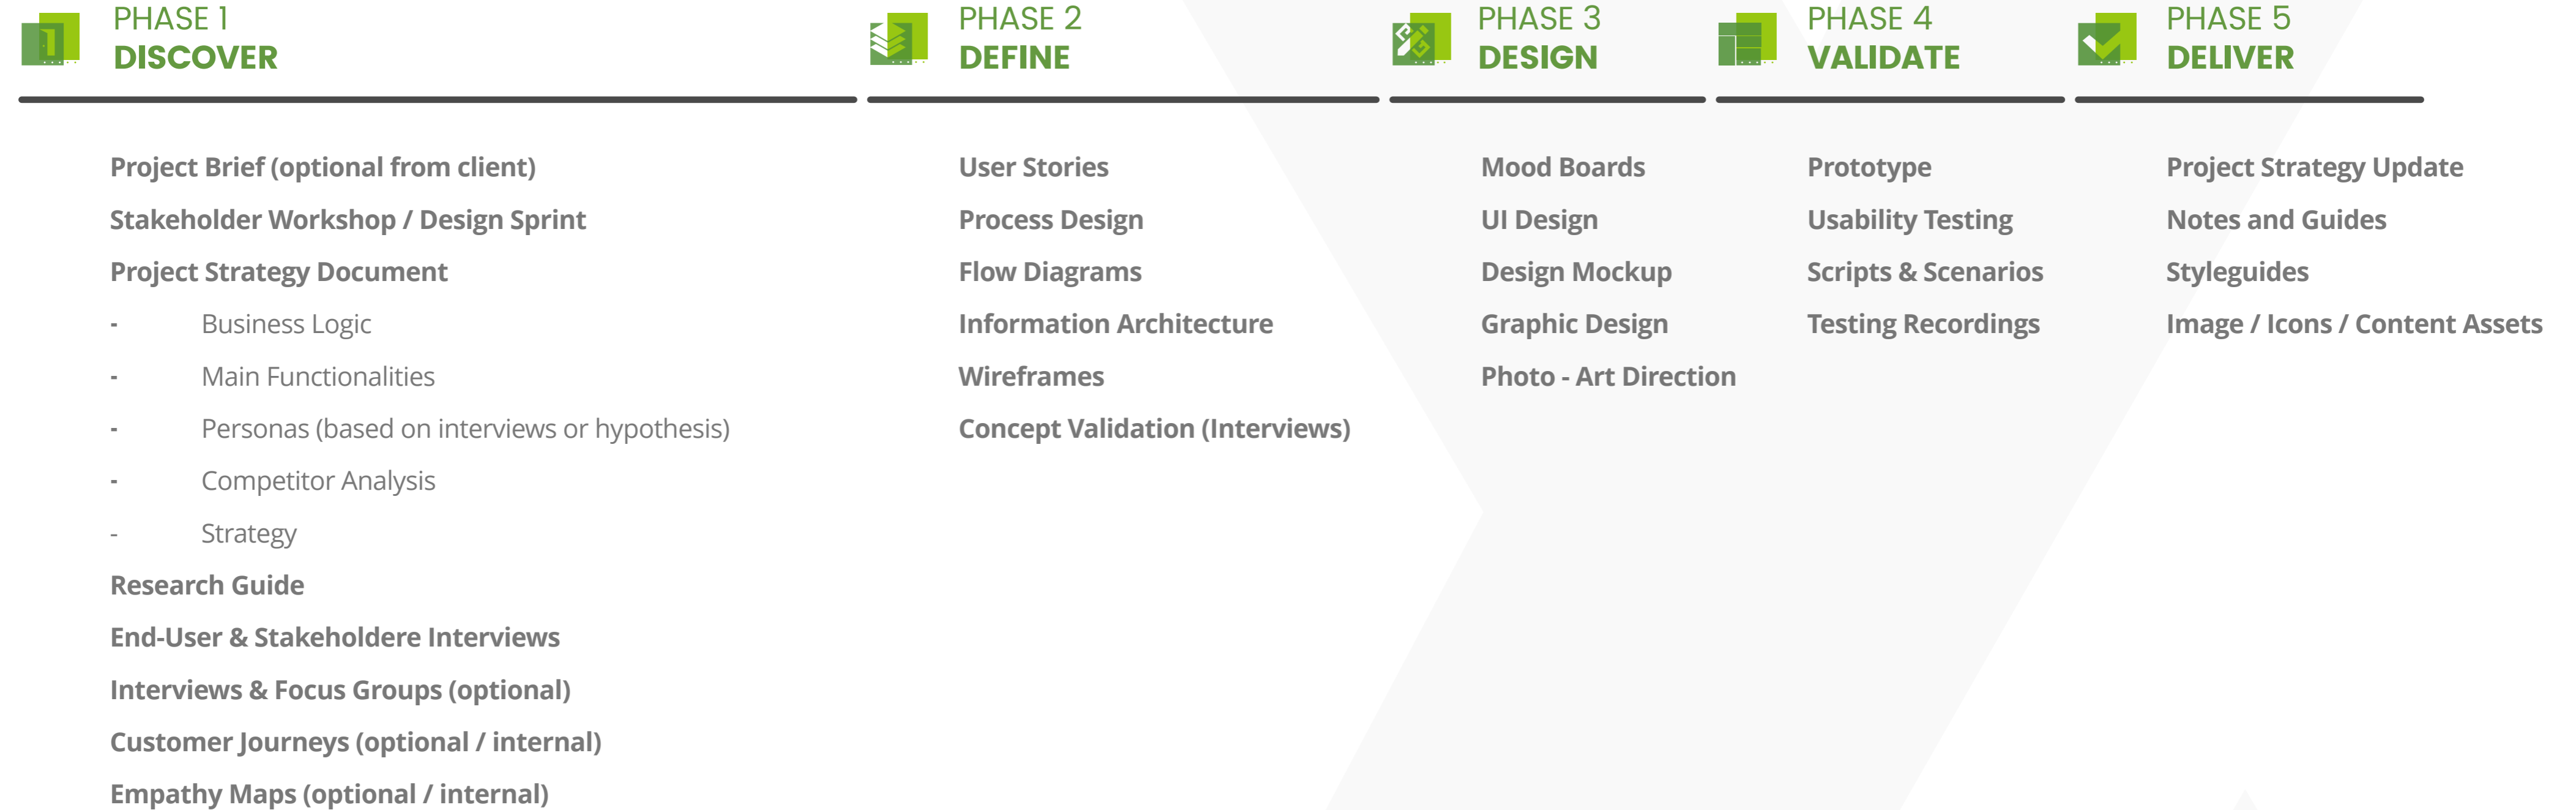 PHASE 1
DISCOVER
Project Brief (optional from client)
Stakeholder Workshop / Design Sprint
Project Strategy Document
- Business Logic
- Main Functionalities
- Personas (based on interviews or hypothesis)
- Competitor Analysis
- Strategy
Research Guide
End-User & Stakeholdere Interviews
Interviews & Focus Groups (optional)
Customer Journeys (optional / internal)
Empathy Maps (optional / internal)
PHASE 2
DEFINE
User Stories
Process Design
Flow Diagrams
Information Architecture
Wireframes
Concept Validation (Interviews)
PHASE 3
DESIGN
Mood Boards
UI Design
Design Mockup
Graphic Design
Photo - Art Direction
PHASE 4
VALIDATE
Prototype
Usability Testing
Scripts & Scenarios
Testing Recordings
PHASE 5
DELIVER
Project Strategy Update
Notes and Guides
Styleguides
Image / Icons / Content Assets